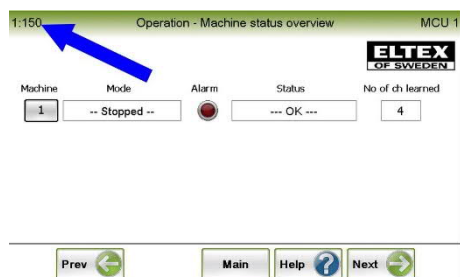 1:150 Operation - Machine status overview MCU 1
ELTEX
OF SWEDEN
Machine Mode Alarm Status No of ch learned
1 -- Stopped -- --- OK --- 4
Prev Main Help ? Next